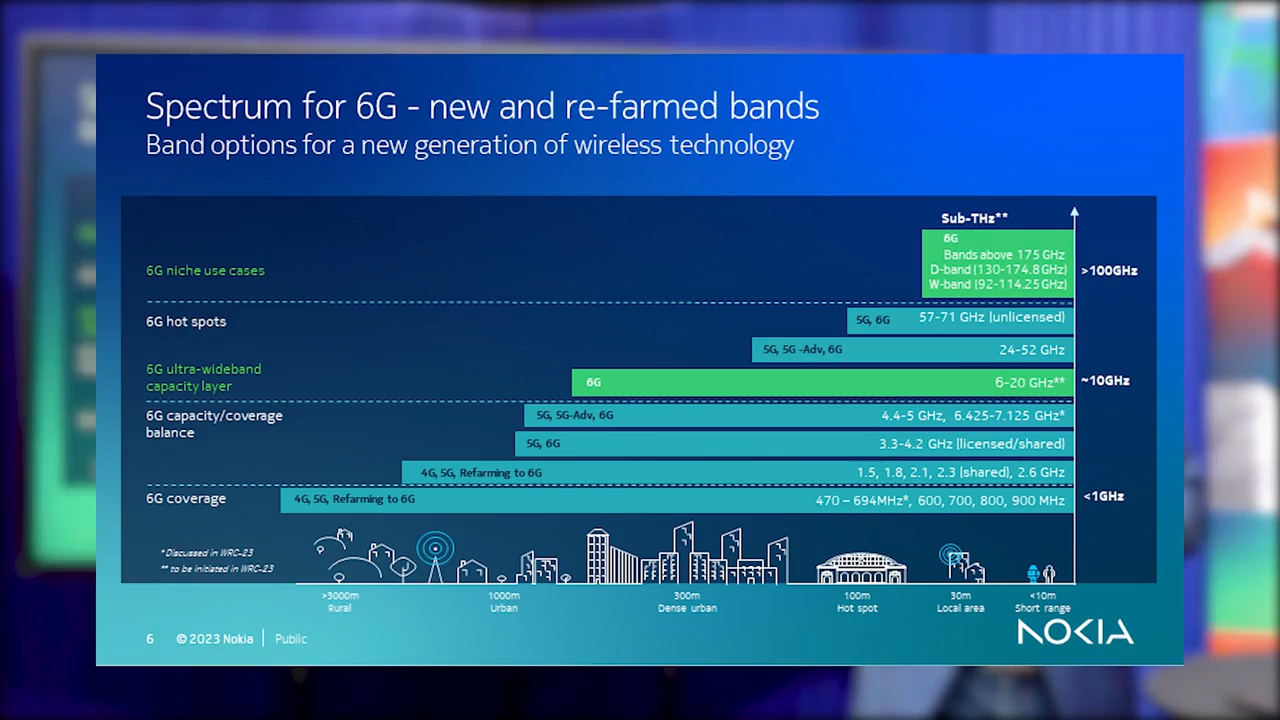 Spectrum for 6G - new and re-farmed bands
Band options for a new generation of wireless technology
Sub-THz**
6G
Bands above 175 GHz
D-band (130-174.8GHz)
W-band (92-114.25GHz)
6G niche use cases
>100GHz
6G hot spots
5G, 6G 57-71 GHz (unlicensed)
5G, 5G -Adv, 6G 24-52 GHz
6G ultra-wideband
capacity layer
6G 6-20 GHz**
~10GHz
6G capacity/coverage
balance
5G, 5G-Adv, 6G 4.4-5 GHz, 6.425-7.125 GHz*
5G, 6G 3.3-4.2 GHz (licensed/shared)
4G, 5G, Refarming to 6G 1.5, 1.8, 2.1, 2.3 (shared), 2.6 GHz
6G coverage
4G, 5G, Refarming to 6G 470 – 694MHz*, 600, 700, 800, 900 MHz
<1GHz
* Discussed in WRC-23
** to be initiated in WRC-23
>3000m
Rural
1000m
Urban
300m
Dense urban
100m
Hot spot
30m
Local area
<10m
Short range
6 © 2023 Nokia | Public
NOKIA